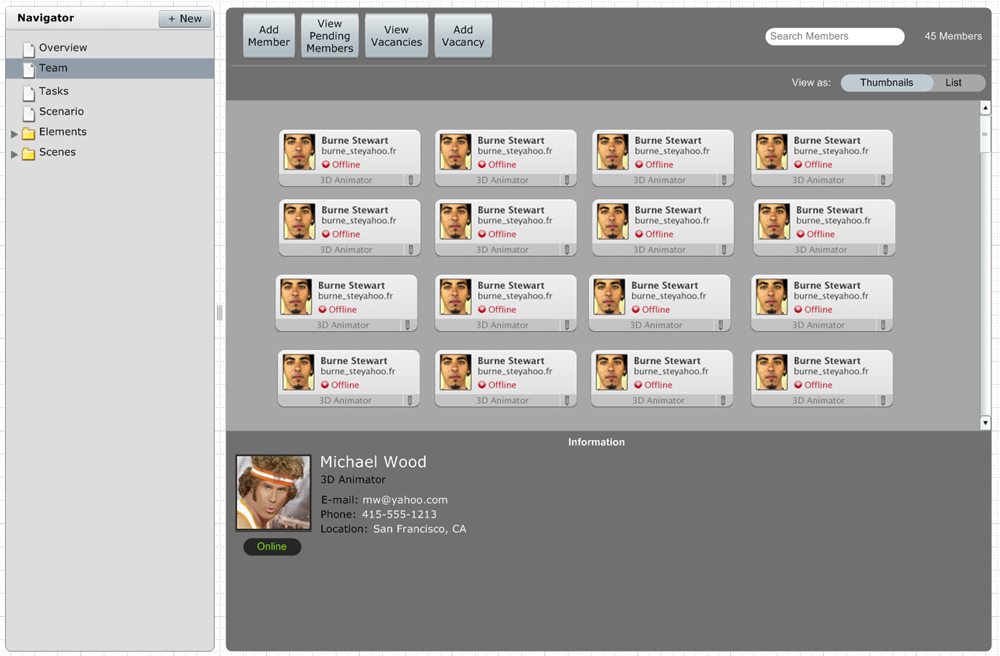 Navigator
+ New
Overview
Team
Tasks
Scenario
Elements
Scenes
Add Member
View Pending Members
View Vacancies
Add Vacancy
Search Members
45 Members
View as:
Thumbnails
List
Burne Stewart
burne_steyahoo.fr
Offline
3D Animator
Burne Stewart
burne_steyahoo.fr
Offline
3D Animator
Burne Stewart
burne_steyahoo.fr
Offline
3D Animator
Burne Stewart
burne_steyahoo.fr
Offline
3D Animator
Burne Stewart
burne_steyahoo.fr
Offline
3D Animator
Burne Stewart
burne_steyahoo.fr
Offline
3D Animator
Burne Stewart
burne_steyahoo.fr
Offline
3D Animator
Burne Stewart
burne_steyahoo.fr
Offline
3D Animator
Burne Stewart
burne_steyahoo.fr
Offline
3D Animator
Burne Stewart
burne_steyahoo.fr
Offline
3D Animator
Burne Stewart
burne_steyahoo.fr
Offline
3D Animator
Burne Stewart
burne_steyahoo.fr
Offline
3D Animator
Burne Stewart
burne_steyahoo.fr
Offline
3D Animator
Burne Stewart
burne_steyahoo.fr
Offline
3D Animator
Burne Stewart
burne_steyahoo.fr
Offline
3D Animator
Burne Stewart
burne_steyahoo.fr
Offline
3D Animator
Information
Michael Wood
3D Animator
E-mail: mw@yahoo.com
Phone: 415-555-1213
Location: San Francisco, CA
Online